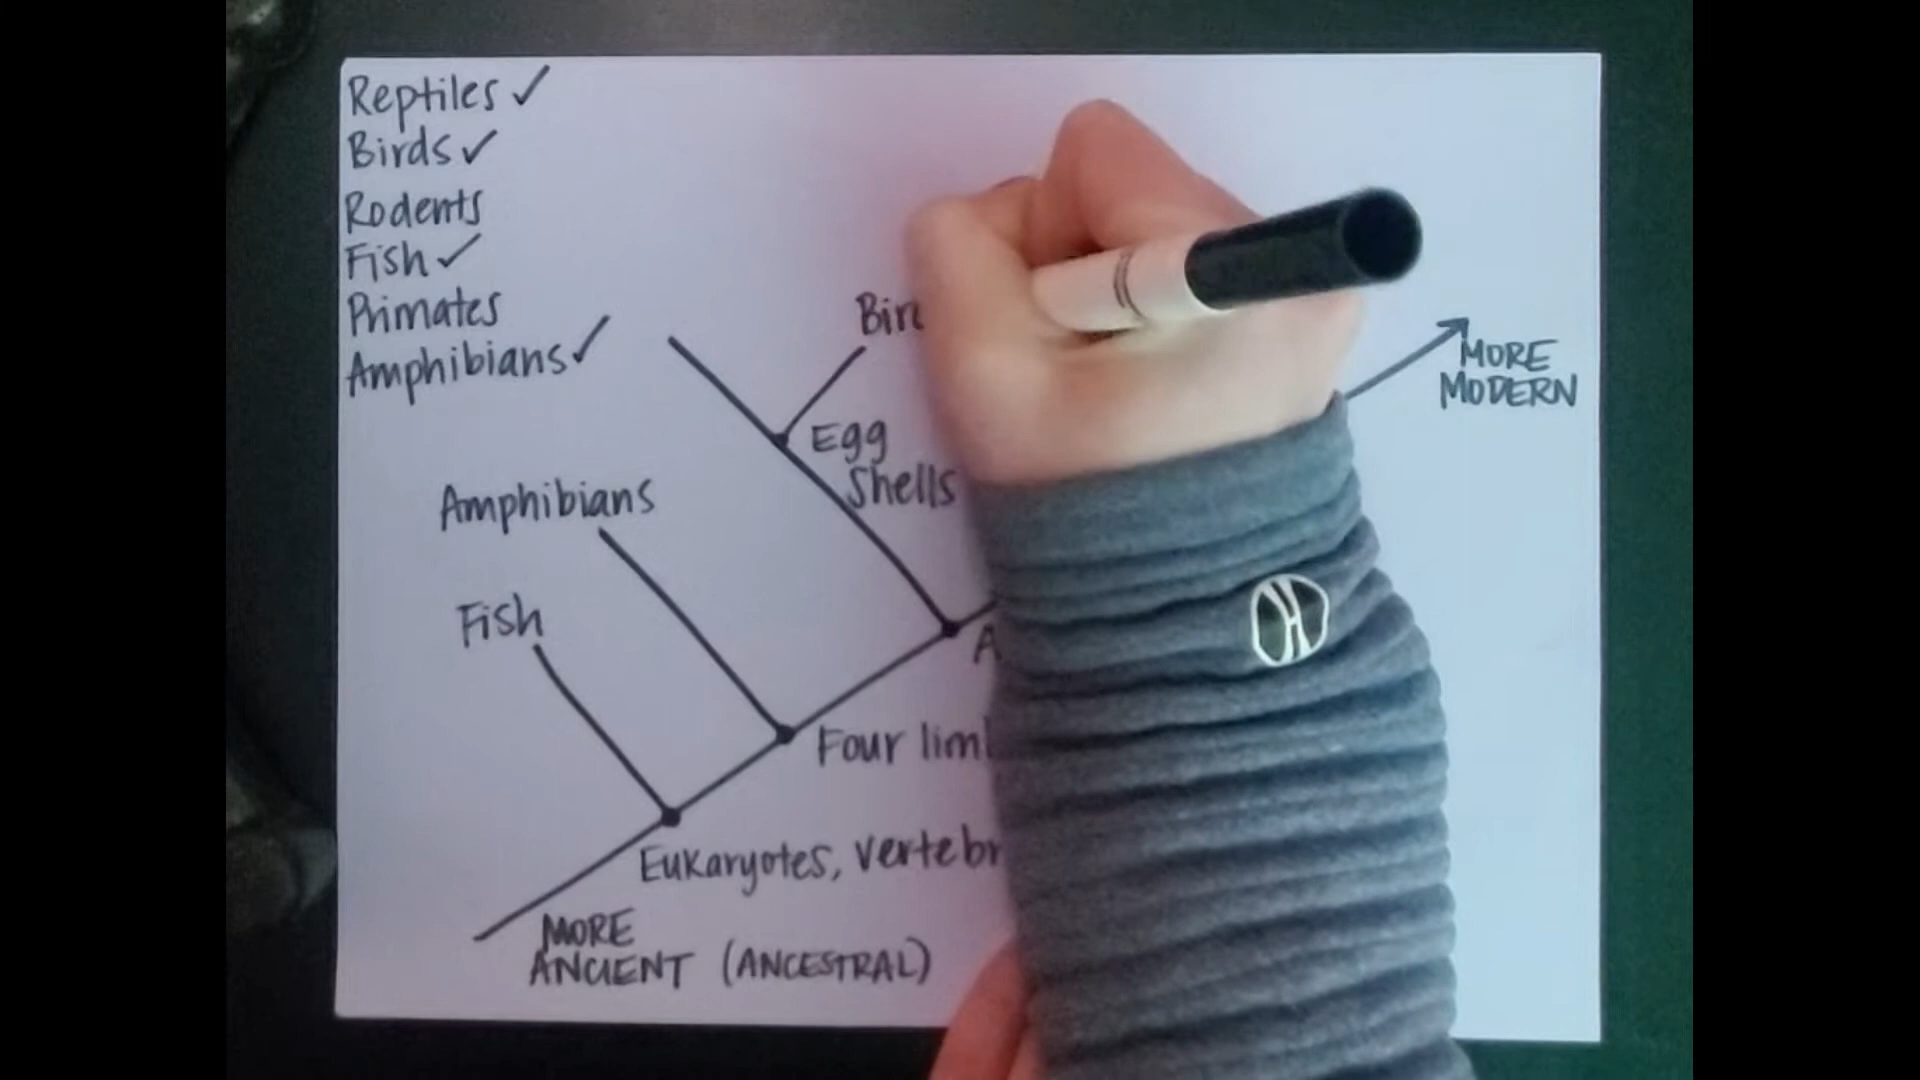 Reptiles ✓
Birds ✓
Rodents
Fish ✓
Primates
Amphibians ✓
Bird
Egg
Shells
MORE
MODERN
Amphibians
Fish
A
Four lim
Eukaryotes, vertebr
MORE
ANCIENT (ANCESTRAL)